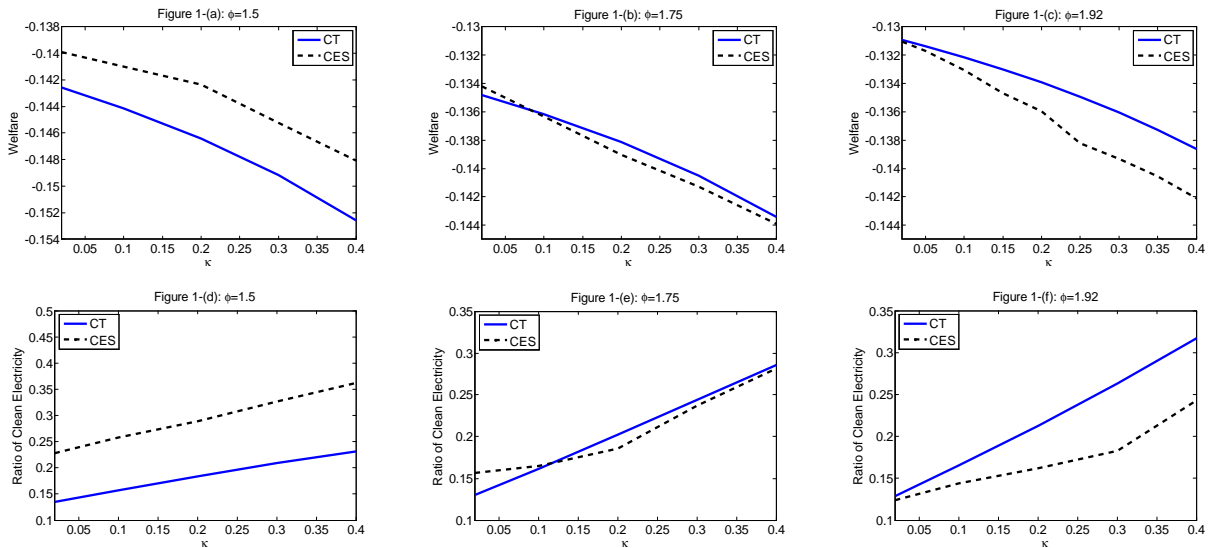 Figure 1-(a): ϕ=1.5
-0.138
-0.14
-0.142
-0.144
-0.146
-0.148
-0.15
-0.152
-0.154
Welfare
CT
CES
0.05 0.1 0.15 0.2 0.25 0.3 0.35 0.4
κ
Figure 1-(b): ϕ=1.75
-0.13
-0.132
-0.134
-0.136
-0.138
-0.14
-0.142
-0.144
Welfare
CT
CES
0.05 0.1 0.15 0.2 0.25 0.3 0.35 0.4
κ
Figure 1-(c): ϕ=1.92
-0.13
-0.132
-0.134
-0.136
-0.138
-0.14
-0.142
-0.144
Welfare
CT
CES
0.05 0.1 0.15 0.2 0.25 0.3 0.35 0.4
κ
Figure 1-(d): ϕ=1.5
0.5
0.45
0.4
0.35
0.3
0.25
0.2
0.15
0.1
Ratio of Clean Electricity
CT
CES
0.05 0.1 0.15 0.2 0.25 0.3 0.35 0.4
κ
Figure 1-(e): ϕ=1.75
0.35
0.3
0.25
0.2
0.15
0.1
Ratio of Clean Electricity
CT
CES
0.05 0.1 0.15 0.2 0.25 0.3 0.35 0.4
κ
Figure 1-(f): ϕ=1.92
0.35
0.3
0.25
0.2
0.15
0.1
Ratio of Clean Electricity
CT
CES
0.05 0.1 0.15 0.2 0.25 0.3 0.35 0.4
κ